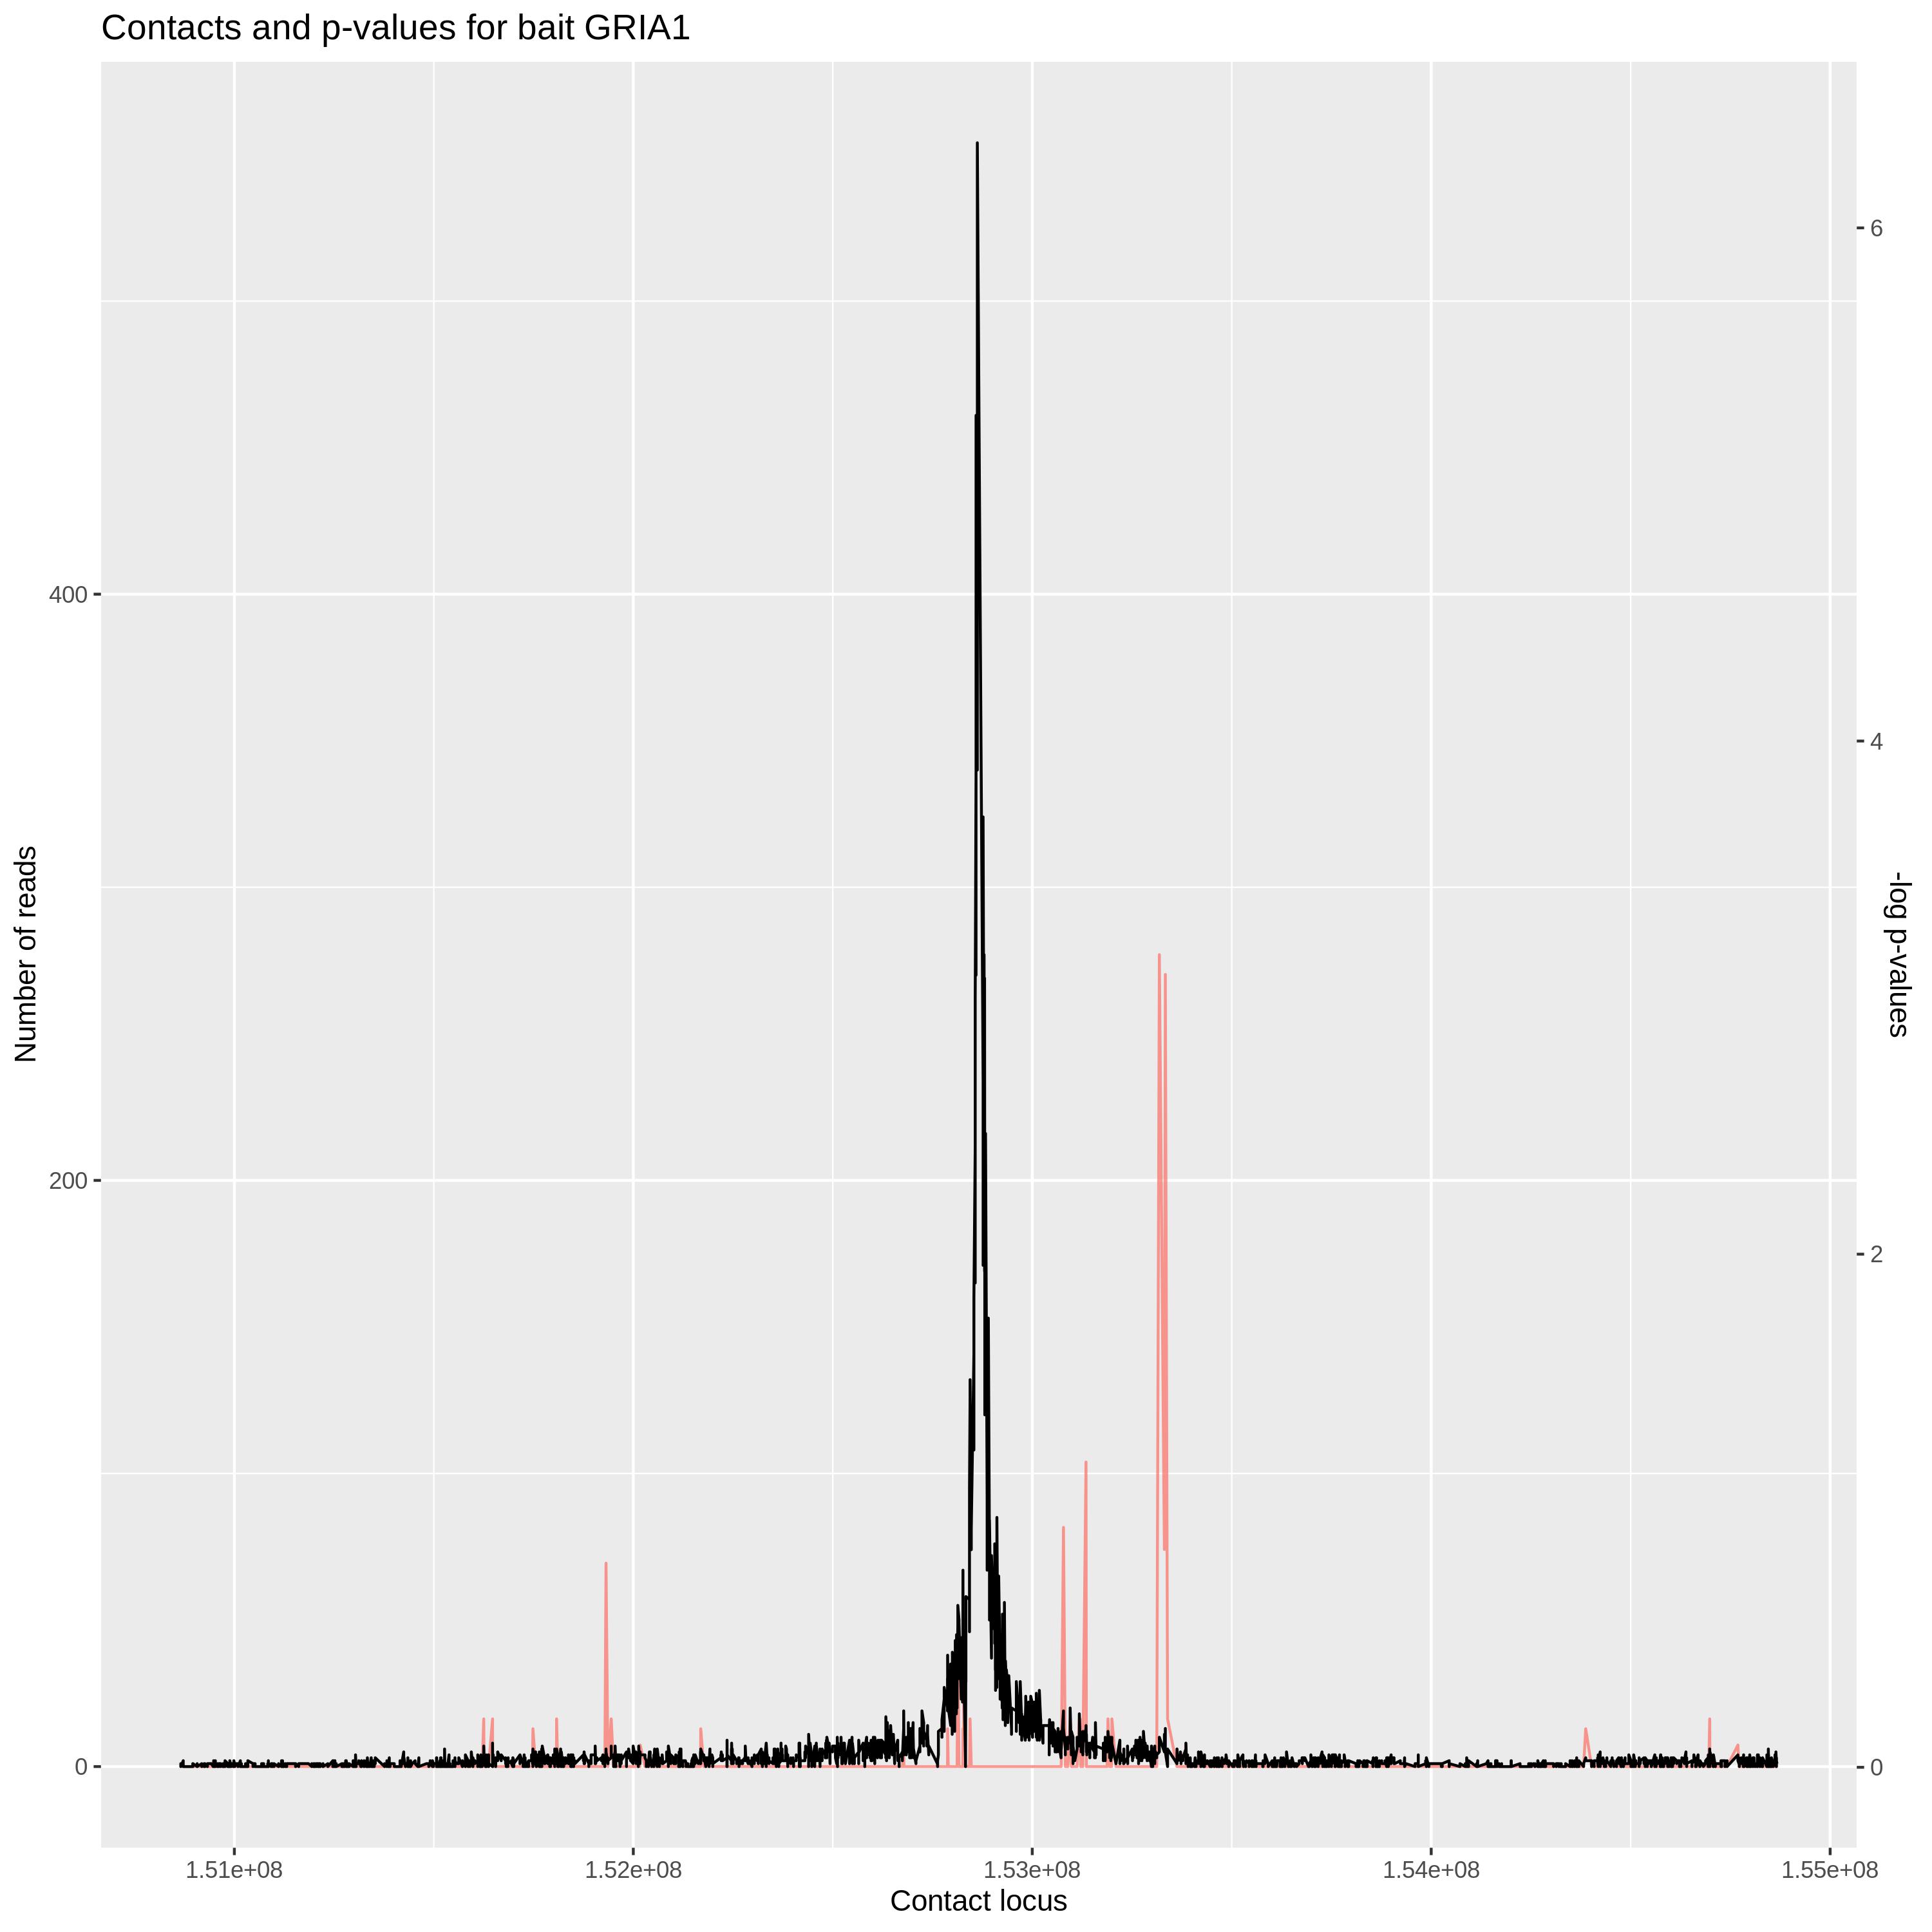 Contacts and p-values for bait GRIA1
6
400
4
Number of reads
-log p-values
200
2
0
0
1.51e+08
1.52e+08
1.53e+08
1.54e+08
1.55e+08
Contact locus